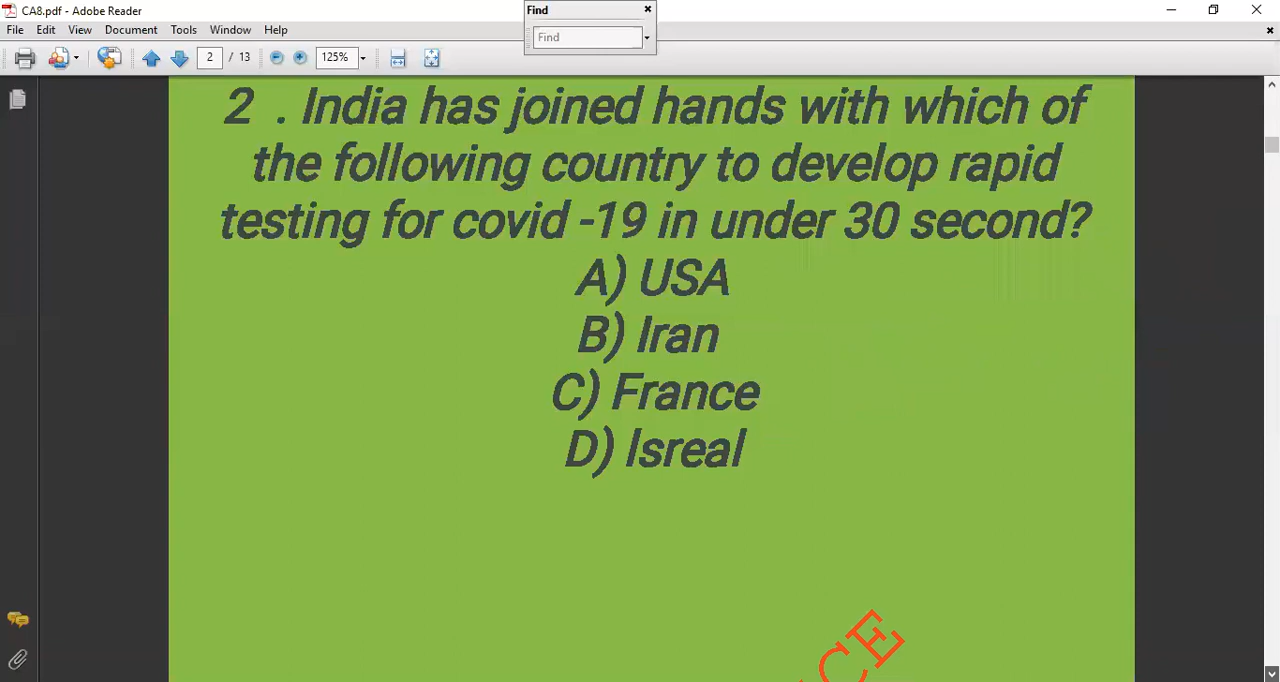 CA8.pdf - Adobe Reader
Find
File Edit View Document Tools Window Help
Find
2 / 13 125%
2 . India has joined hands with which of
the following country to develop rapid
testing for covid -19 in under 30 second?
A) USA
B) Iran
C) France
D) Isreal
CE